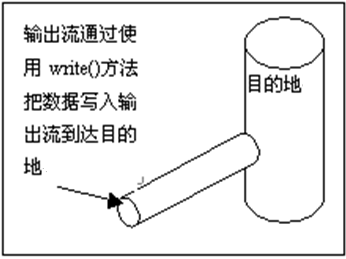 输出流通过使
用 write()方法
把数据写入输
出流到达目的
地
目的地